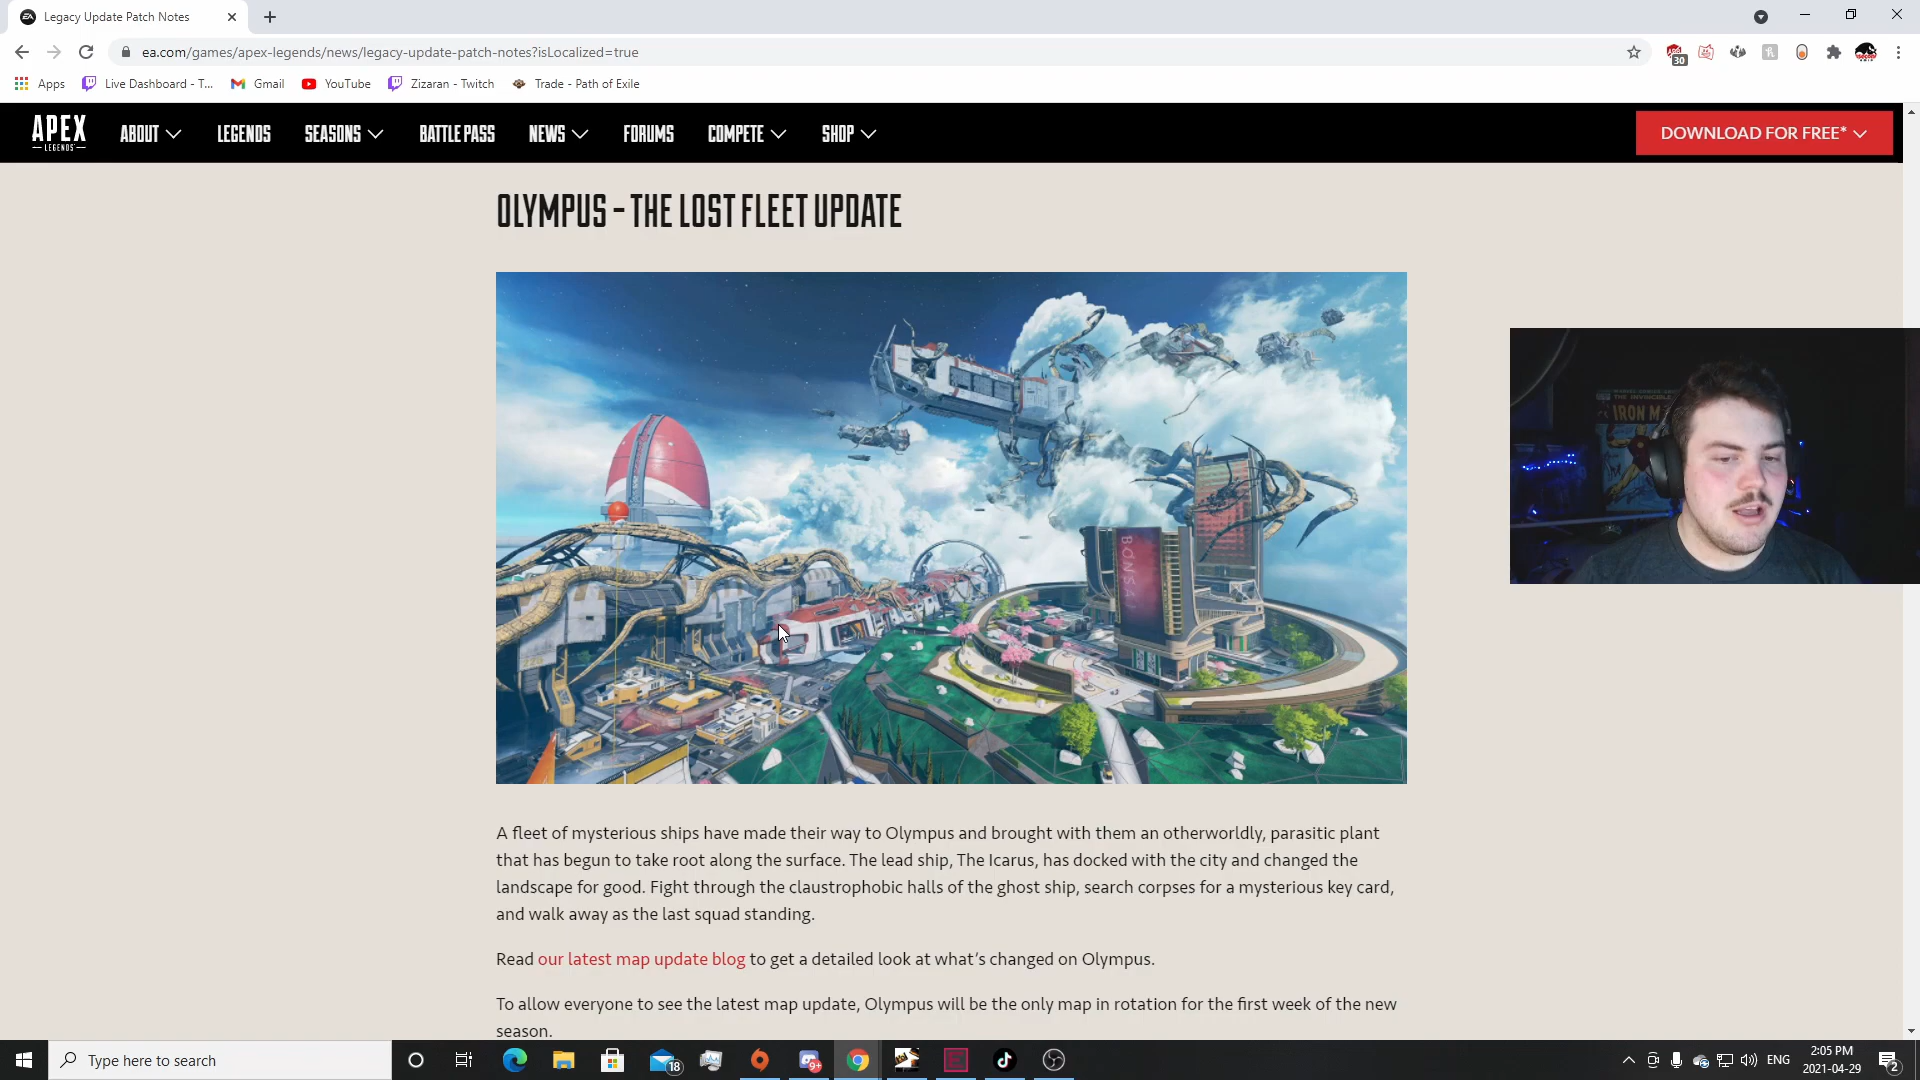 Legacy Update Patch Notes
ea.com/games/apex-legends/news/legacy-update-patch-notes?isLocalized=true
30
Apps Live Dashboard - T... Gmail YouTube Zizaran - Twitch Trade - Path of Exile
APEX LEGENDS ABOUT LEGENDS SEASONS BATTLE PASS NEWS FORUMS COMPETE SHOP DOWNLOAD FOR FREE*
OLYMPUS – THE LOST FLEET UPDATE
BONSA
THE INVINCIBLE
IRON M
A fleet of mysterious ships have made their way to Olympus and brought with them an otherworldly, parasitic plant
that has begun to take root along the surface. The lead ship, The Icarus, has docked with the city and changed the
landscape for good. Fight through the claustrophobic halls of the ghost ship, search corpses for a mysterious key card,
and walk away as the last squad standing.
Read our latest map update blog to get a detailed look at what’s changed on Olympus.
To allow everyone to see the latest map update, Olympus will be the only map in rotation for the first week of the new
season.
Type here to search 18 9+ ENG 2:05 PM 2
2021-04-29